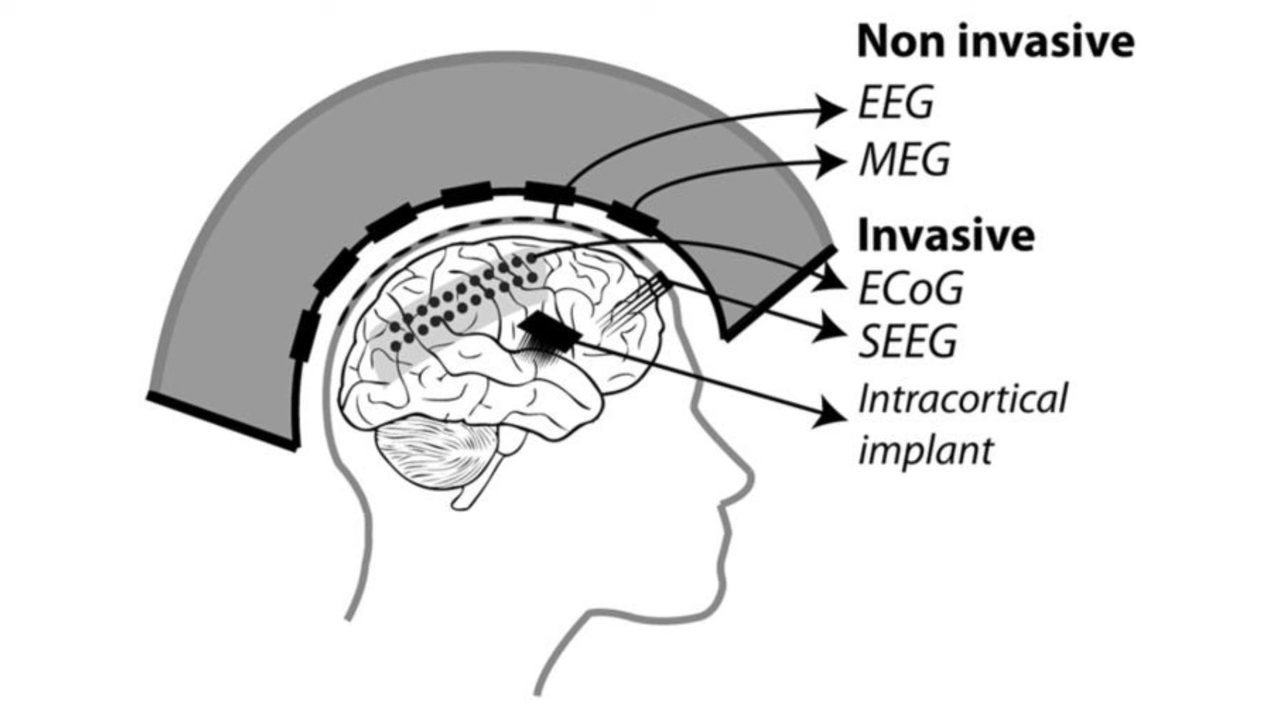 Non invasive
EEG
MEG
Invasive
ECoG
SEEG
Intracortical
implant